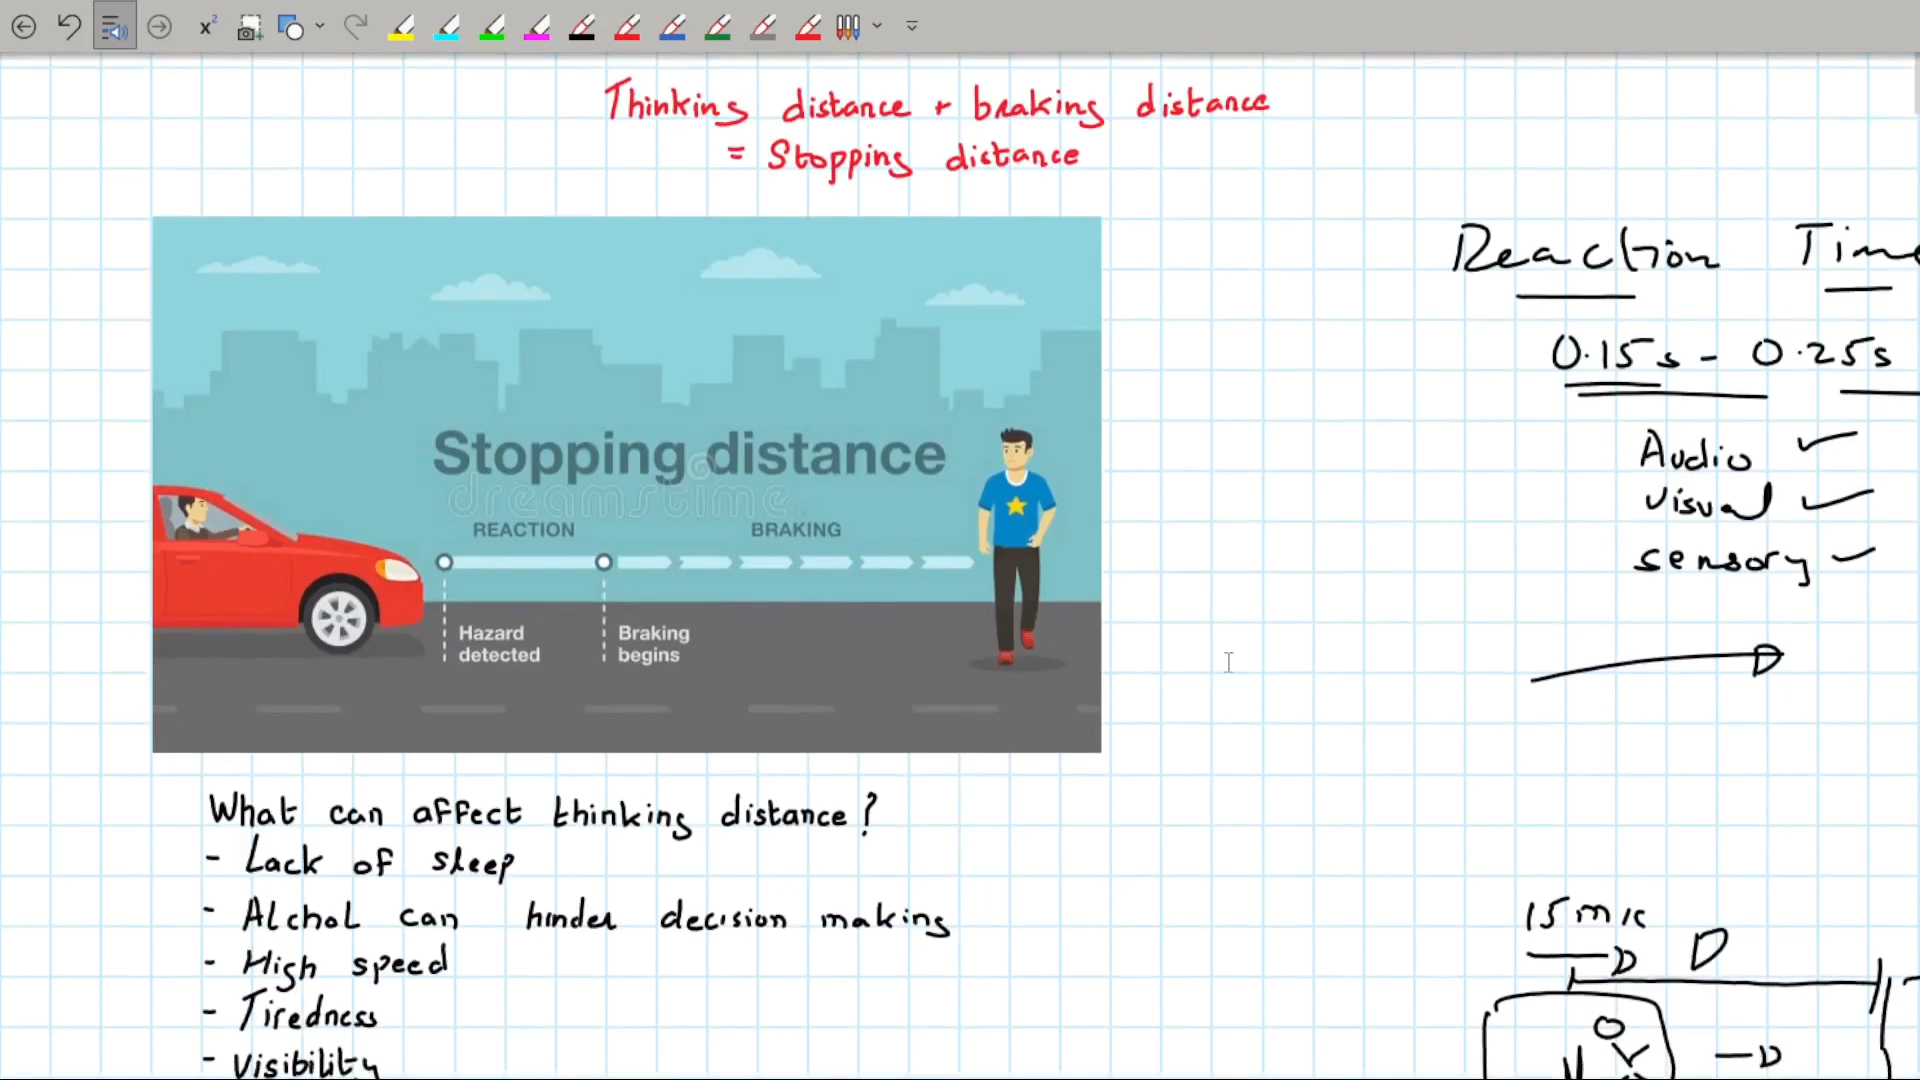 Thinking distance + braking distance
= Stopping distance
Stopping distance
dreamstime
REACTION
BRAKING
Hazard
detected
Braking
begins
What can affect thinking distance?
- Lack of sleep
- Alchol can hinder decision making
- High speed
- Tiredness
- Visibility
Reaction Time
0.15s - 0.25s
Audio ✓
Visual ✓
sensory ✓
15m/s